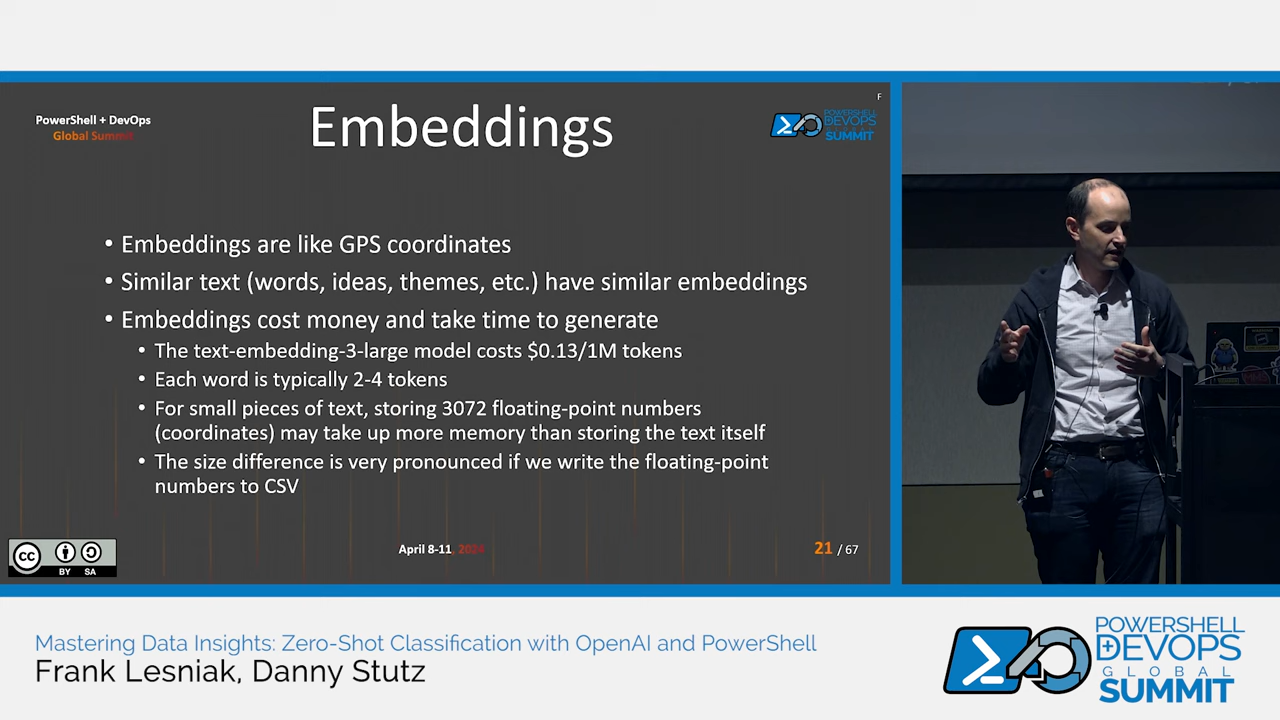 F
PowerShell + DevOps
Global Summit
Embeddings
POWERSHELL
DEVOPS
GLOBAL
SUMMIT
• Embeddings are like GPS coordinates
• Similar text (words, ideas, themes, etc.) have similar embeddings
• Embeddings cost money and take time to generate
• The text-embedding-3-large model costs $0.13/1M tokens
• Each word is typically 2-4 tokens
• For small pieces of text, storing 3072 floating-point numbers
(coordinates) may take up more memory than storing the text itself
• The size difference is very pronounced if we write the floating-point
numbers to CSV
cc
BY SA
April 8-11, 2024
21 / 67
Mastering Data Insights: Zero-Shot Classification with OpenAI and PowerShell
Frank Lesniak, Danny Stutz
POWERSHELL
+DEVOPS
GLOBAL
SUMMIT